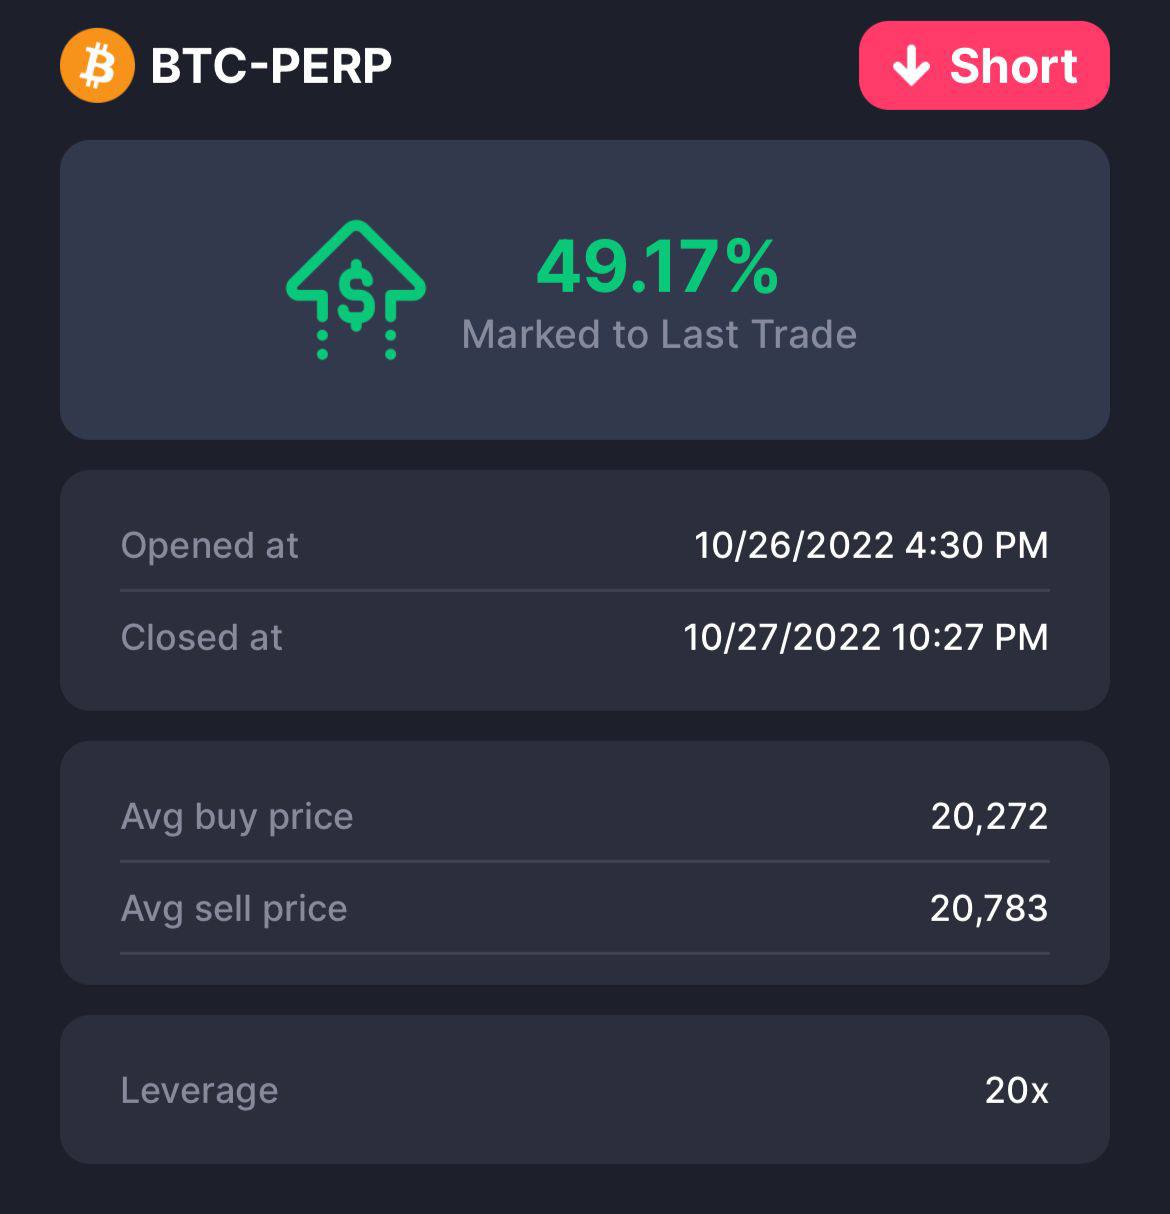 BTC-PERP
Short
49.17%
Marked to Last Trade
Opened at 10/26/2022 4:30 PM
Closed at 10/27/2022 10:27 PM
Avg buy price 20,272
Avg sell price 20,783
Leverage 20x